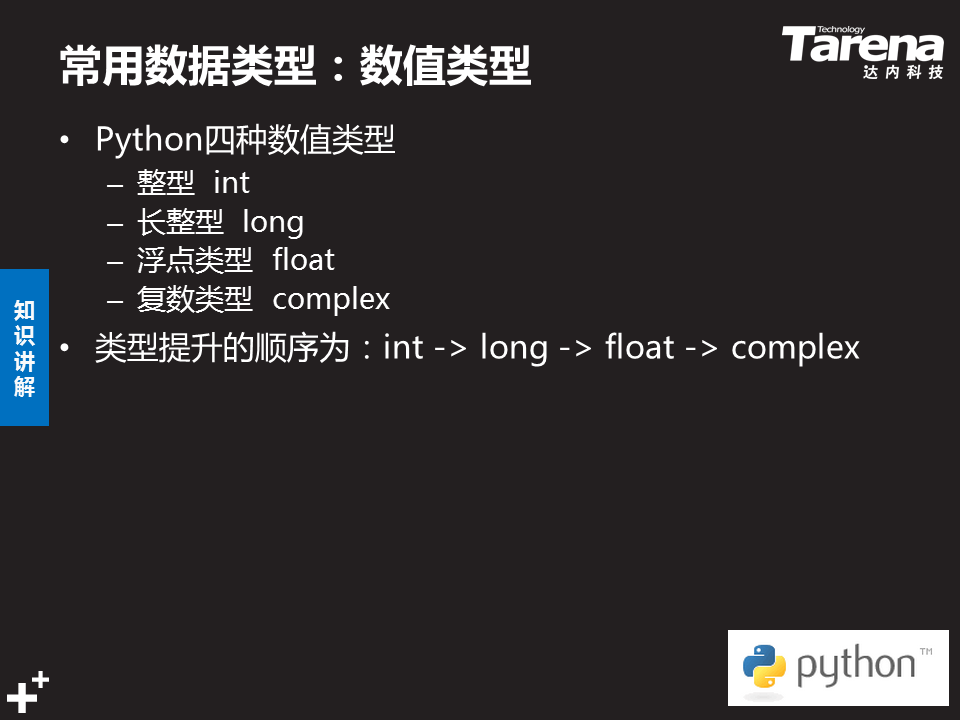 常用数据类型：数值类型
Technology
Tarena
达内科技
• Python四种数值类型
– 整型 int
– 长整型 long
– 浮点类型 float
– 复数类型 complex
• 类型提升的顺序为：int -> long -> float -> complex
知识讲解
python™